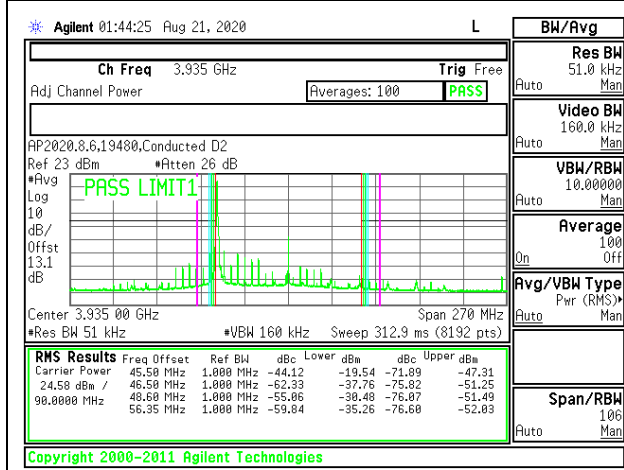 Agilent 01:44:25 Aug 21, 2020 L
BW/Avg
Ch Freq 3.935 GHz Trig Free
Adj Channel Power Averages: 100 PASS
AP2020.8.6,19480,Conducted D2
Ref 23 dBm #Atten 26 dB
#Avg
Log
10
dB/
Offst
13.1
dB
PASS LIMIT1
Center 3.935 00 GHz Span 270 MHz
#Res BW 51 kHz #VBW 160 kHz Sweep 312.9 ms (8192 pts)
RMS Results Freq Offset Ref BW dBc Lower dBm dBc Upper dBm
Carrier Power 45.50 MHz 1.000 MHz -44.12 -19.54 -71.89 -47.31
24.58 dBm / 46.50 MHz 1.000 MHz -62.33 -37.76 -75.82 -51.25
90.0000 MHz 48.60 MHz 1.000 MHz -55.06 -30.48 -76.07 -51.49
56.35 MHz 1.000 MHz -59.84 -35.26 -76.60 -52.03
Copyright 2000-2011 Agilent Technologies
Res BW
51.0 kHz
Auto Man
Video BW
160.0 kHz
Auto Man
VBW/RBW
10.00000
Auto Man
Average
100
On Off
Avg/VBW Type
Pwr (RMS)▸
Auto Man
Span/RBW
106
Auto Man